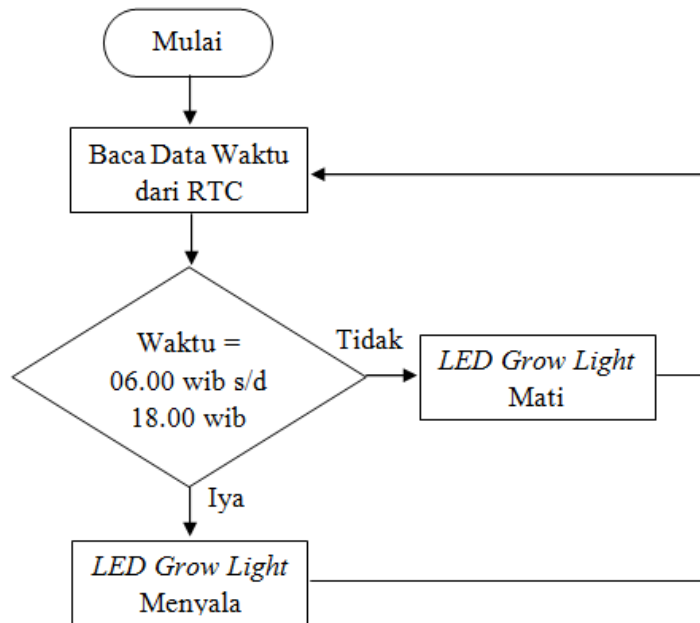 Mulai
Baca Data Waktu
dari RTC
Waktu =
06.00 wib s/d
18.00 wib
Tidak
LED Grow Light
Mati
Iya
LED Grow Light
Menyala